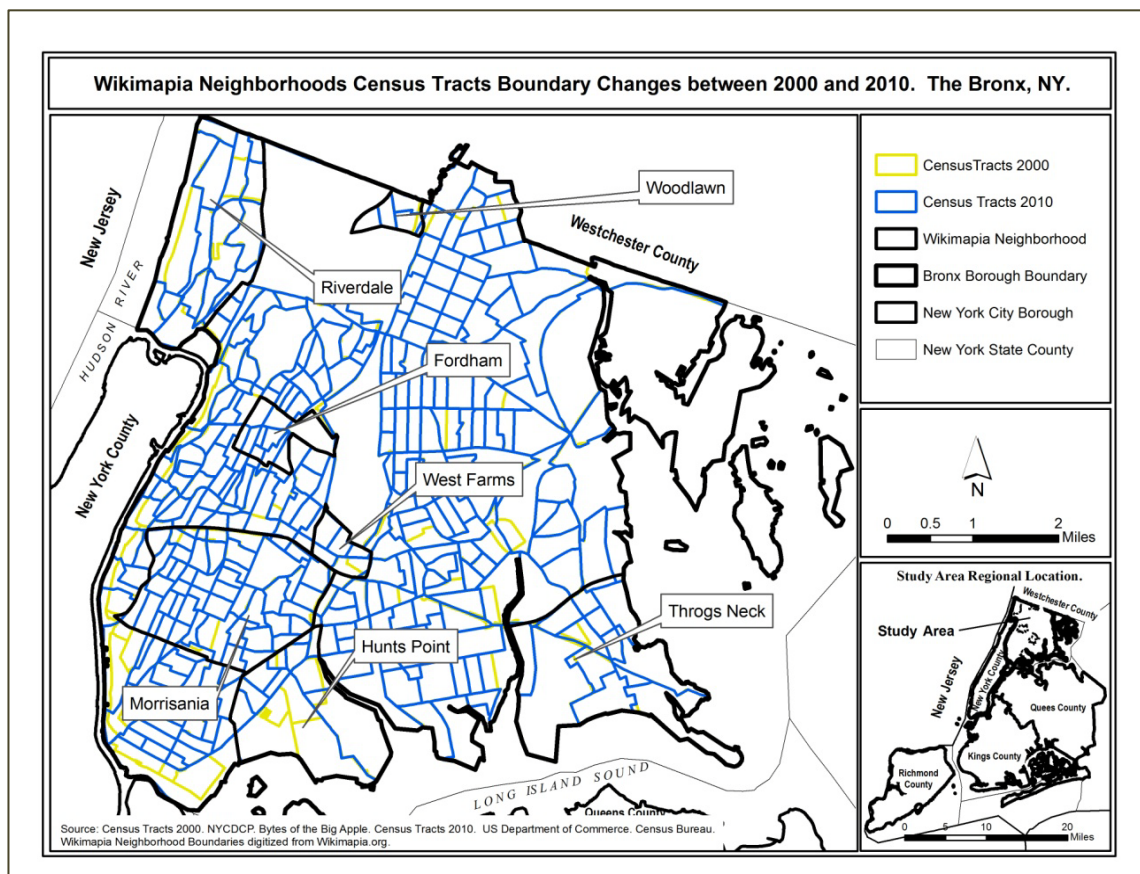 Wikimapia Neighborhoods Census Tracts Boundary Changes between 2000 and 2010. The Bronx, NY.
Woodlawn
New Jersey
Westchester County
Riverdale
HUDSON RIVER
Fordham
New York County
West Farms
Throgs Neck
Hunts Point
Morrisania
LONG ISLAND SOUND
Queens County
Source: Census Tracts 2000. NYCDCP. Bytes of the Big Apple. Census Tracts 2010. US Department of Commerce. Census Bureau.
Wikimapia Neighborhood Boundaries digitized from Wikimapia.org.
CensusTracts 2000
Census Tracts 2010
Wikimapia Neighborhood
Bronx Borough Boundary
New York City Borough
New York State County
N
0 0.5 1 2
Miles
Study Area Regional Location.
Westchester County
Study Area
New Jersey
New York County
Quees County
Kings County
Richmond
County
0 5 10 20
Miles